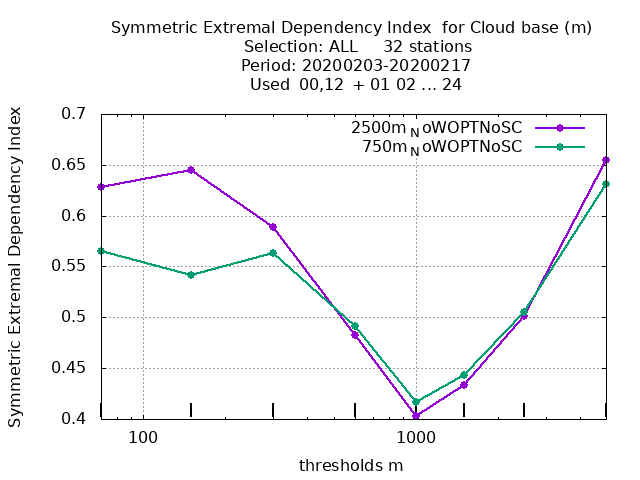 Symmetric Extremal Dependency Index for Cloud base (m)
Selection: ALL 32 stations
Period: 20200203-20200217
Used 00,12 + 01 02 ... 24
Symmetric Extremal Dependency Index
0.7
0.65
0.6
0.55
0.5
0.45
0.4
2500m_NoWOPTNoSC
750m_NoWOPTNoSC
100
1000
thresholds m